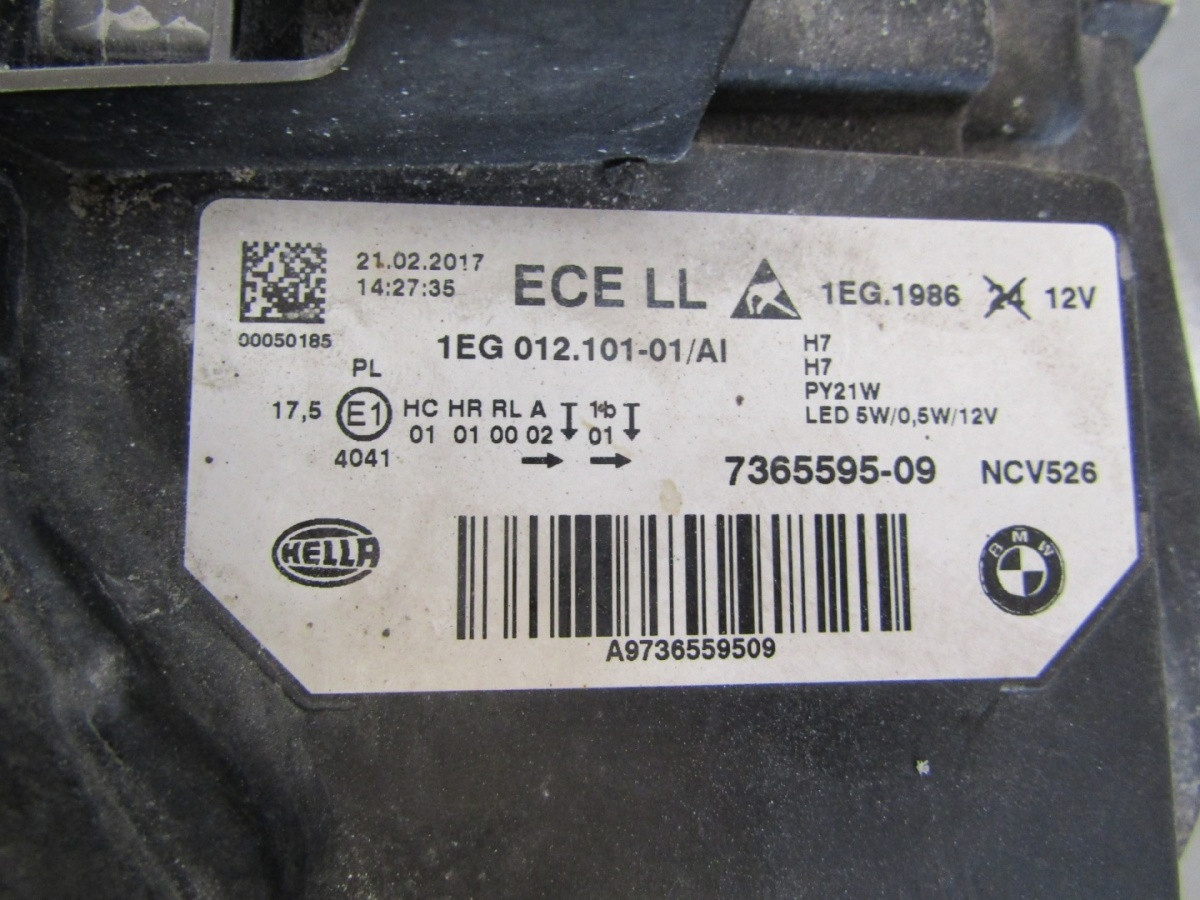 21.02.2017
14:27:35
ECE LL
1EG.1986 24 12V
00050185
1EG 012.101-01/AI
H7
H7
PY21W
LED 5W/0,5W/12V
PL
17,5 E1 HC HR RL A 1b
01 01 00 02 01
4041
7365595-09 NCV526
HELLA
BMW
A9736559509